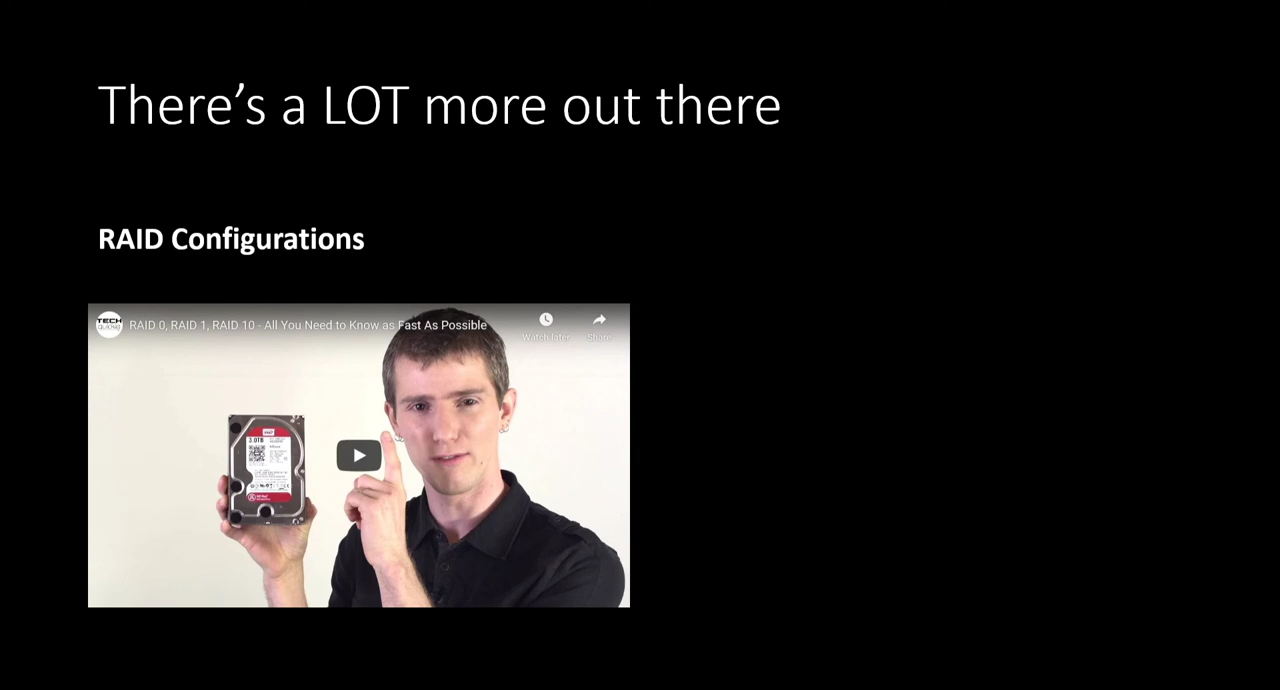 There’s a LOT more out there
RAID Configurations
TECH
RAID 0, RAID 1, RAID 10 - All You Need to Know as Fast As Possible
Watch later
Share
3.0TB